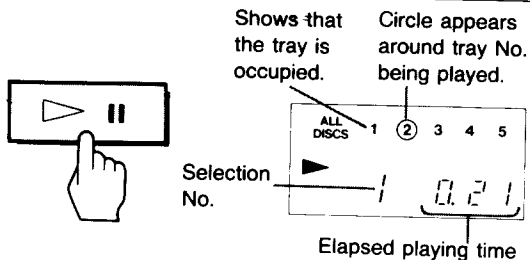 Shows that
the tray is
occupied.
Circle appears
around tray No.
being played.
ALL
DISCS 1 2 3 4 5
Selection
No.
1 0.21
Elapsed playing time